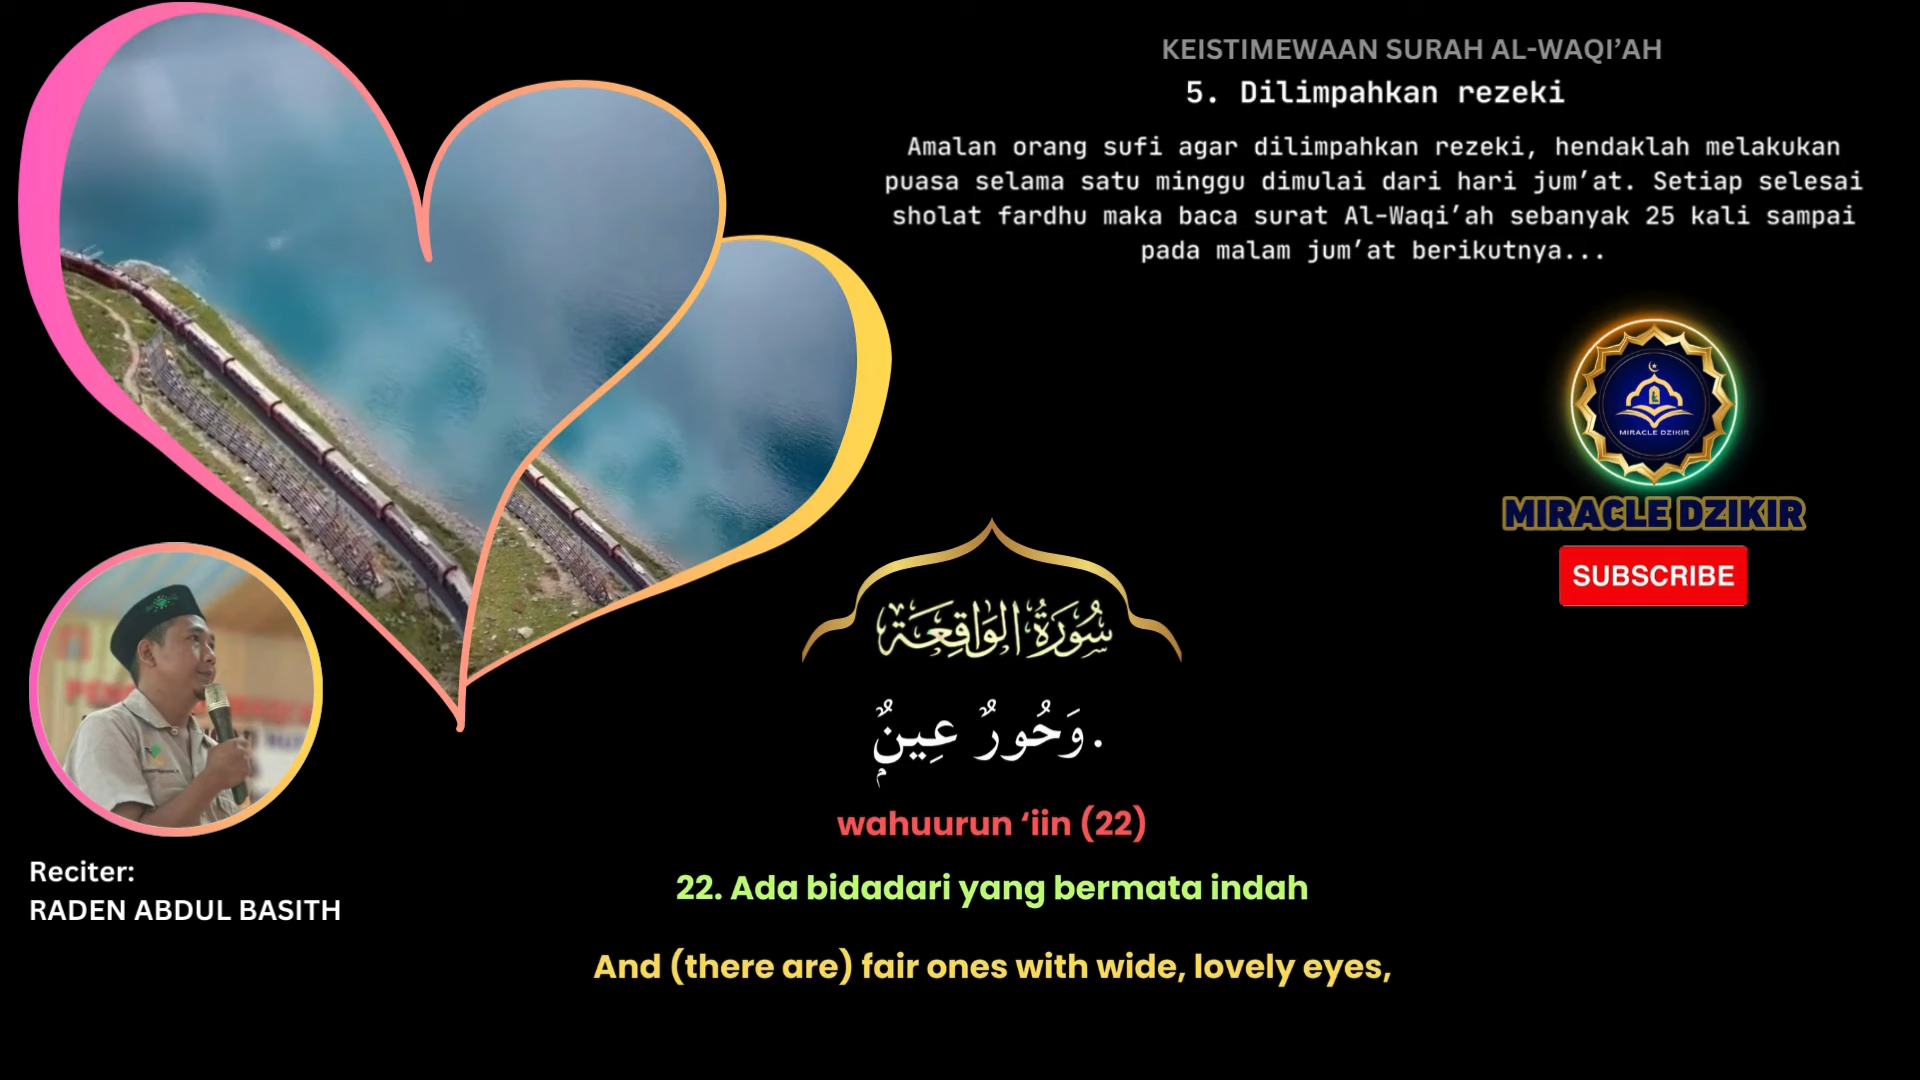 KEISTIMEWAAN SURAH AL-WAQI’AH
5. Dilimpahkan rezeki
Amalan orang sufi agar dilimpahkan rezeki, hendaklah melakukan
puasa selama satu minggu dimulai dari hari jum’at. Setiap selesai
sholat fardhu maka baca surat Al-Waqi’ah sebanyak 25 kali sampai
pada malam jum’at berikutnya...
MIRACLE DZIKIR
MIRACLE DZIKIR
SUBSCRIBE
سُورَةُ الوَاقِعَة
وَحُورٌ عِينٌۭ.
wahuurun ‘iin (22)
22. Ada bidadari yang bermata indah
And (there are) fair ones with wide, lovely eyes,
Reciter:
RADEN ABDUL BASITH